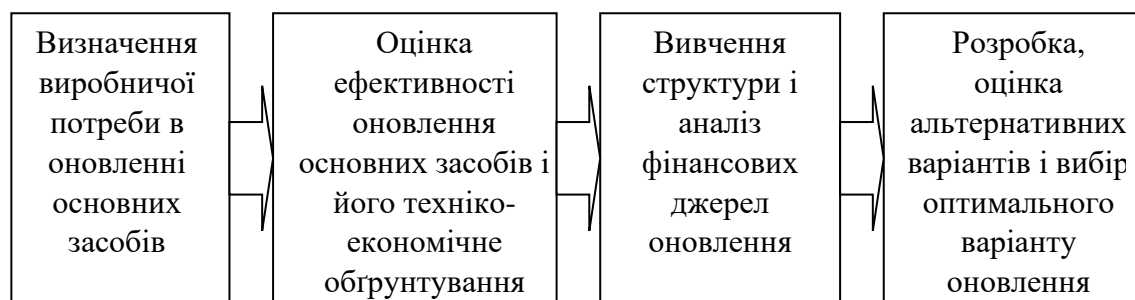 Визначення
виробничої
потреби в
оновленні
основних
засобів
Оцінка
ефективності
оновлення
основних засобів і
його техніко-
економічне
обґрунтування
Вивчення
структури і
аналіз
фінансових
джерел
оновлення
Розробка,
оцінка
альтернативних
варіантів і вибір
оптимального
варіанту
оновлення